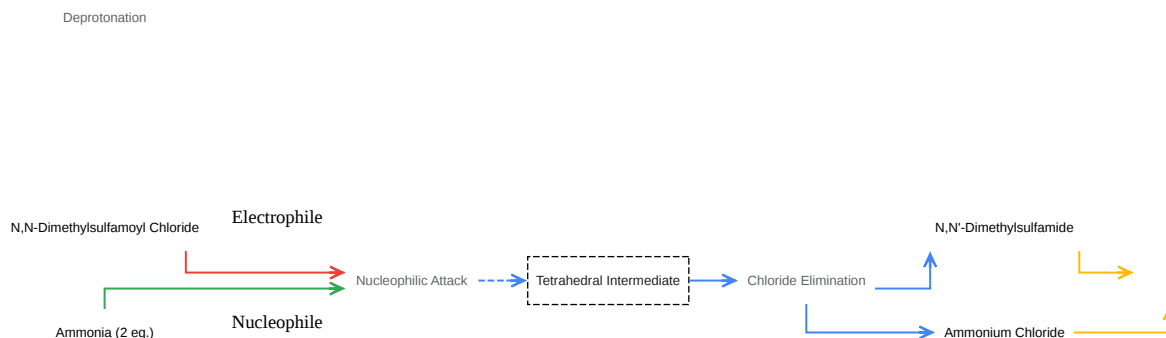 Deprotonation
N,N-Dimethylsulfamoyl Chloride
Electrophile
N,N'-Dimethylsulfamide
Nucleophilic Attack
Tetrahedral Intermediate
Chloride Elimination
Nucleophile
Ammonia (2 eq.)
Ammonium Chloride